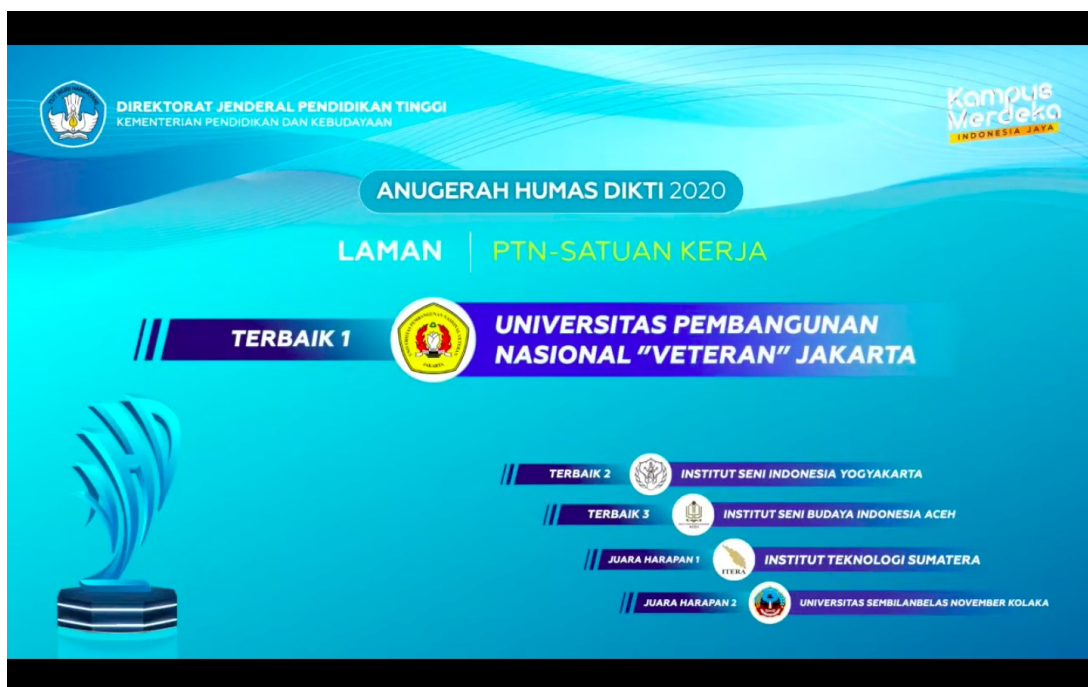 DIREKTORAT JENDERAL PENDIDIKAN TINGGI
KEMENTERIAN PENDIDIKAN DAN KEBUDAYAAN
Kampus
Merdeka
INDONESIA JAYA
ANUGERAH HUMAS DIKTI 2020
LAMAN PTN-SATUAN KERJA
TERBAIK 1
UNIVERSITAS PEMBANGUNAN
NASIONAL "VETERAN" JAKARTA
JAKARTA
TERBAIK 2 INSTITUT SENI INDONESIA YOGYAKARTA
TERBAIK 3 INSTITUT SENI BUDAYA INDONESIA ACEH
JUARA HARAPAN 1 ITERA INSTITUT TEKNOLOGI SUMATERA
JUARA HARAPAN 2 UNIVERSITAS SEMBILANBELAS NOVEMBER KOLAKA